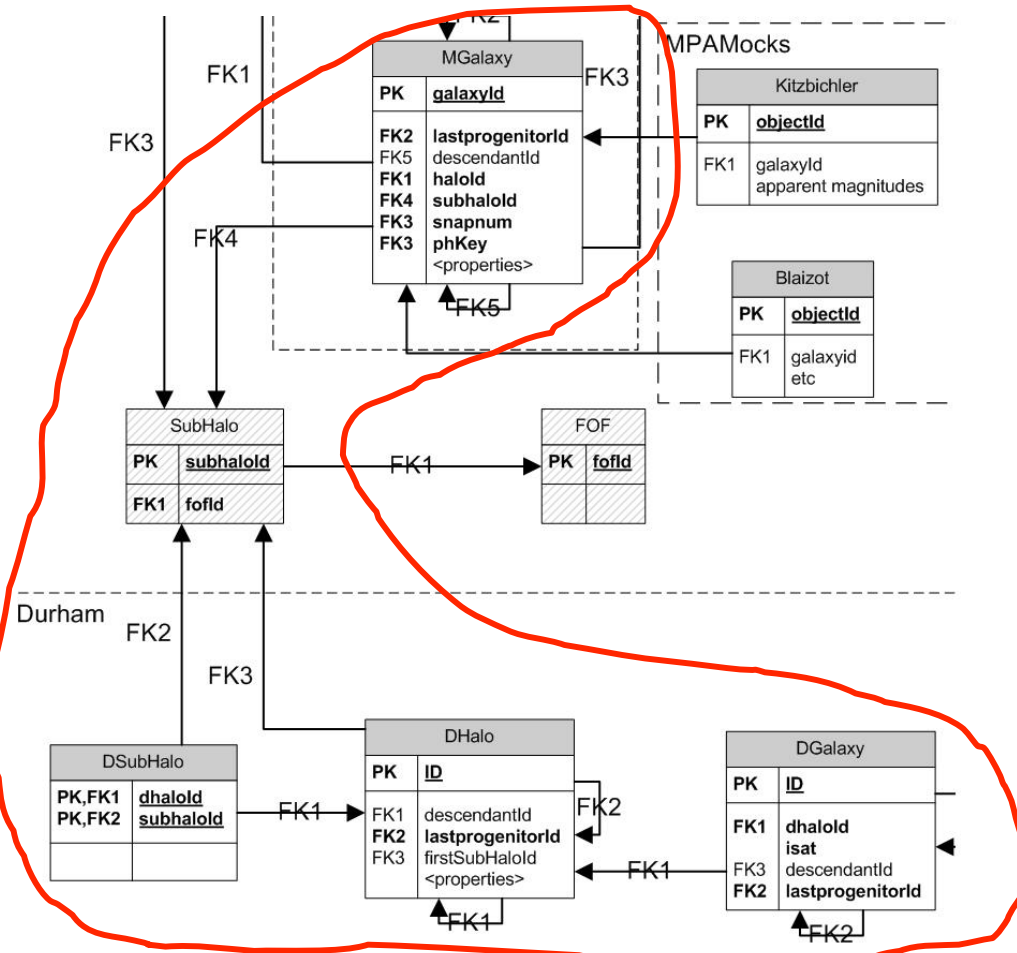 FK2
MGalaxy
PK galaxyId
FK2 lastprogenitorId
FK5 descendantId
FK1 haloId
FK4 subhaloId
FK3 snapnum
FK3 phKey
<properties>
FK1
FK3
FK3
FK4
FK5
MPAMocks
Kitzbichler
PK objectId
FK1 galaxyId
apparent magnitudes
Blaizot
PK objectId
FK1 galaxyid
etc
SubHalo
PK subhaloId
FK1 fofId
FK1
FOF
PK fofId
Durham
FK2
FK3
DSubHalo
PK,FK1 dhaloId
PK,FK2 subhaloId
FK1
DHalo
PK ID
FK1 descendantId
FK2 lastprogenitorId
FK3 firstSubHaloId
<properties>
FK2
FK1
FK1
DGalaxy
PK ID
FK1 dhaloId
isat
FK3 descendantId
FK2 lastprogenitorId
FK2